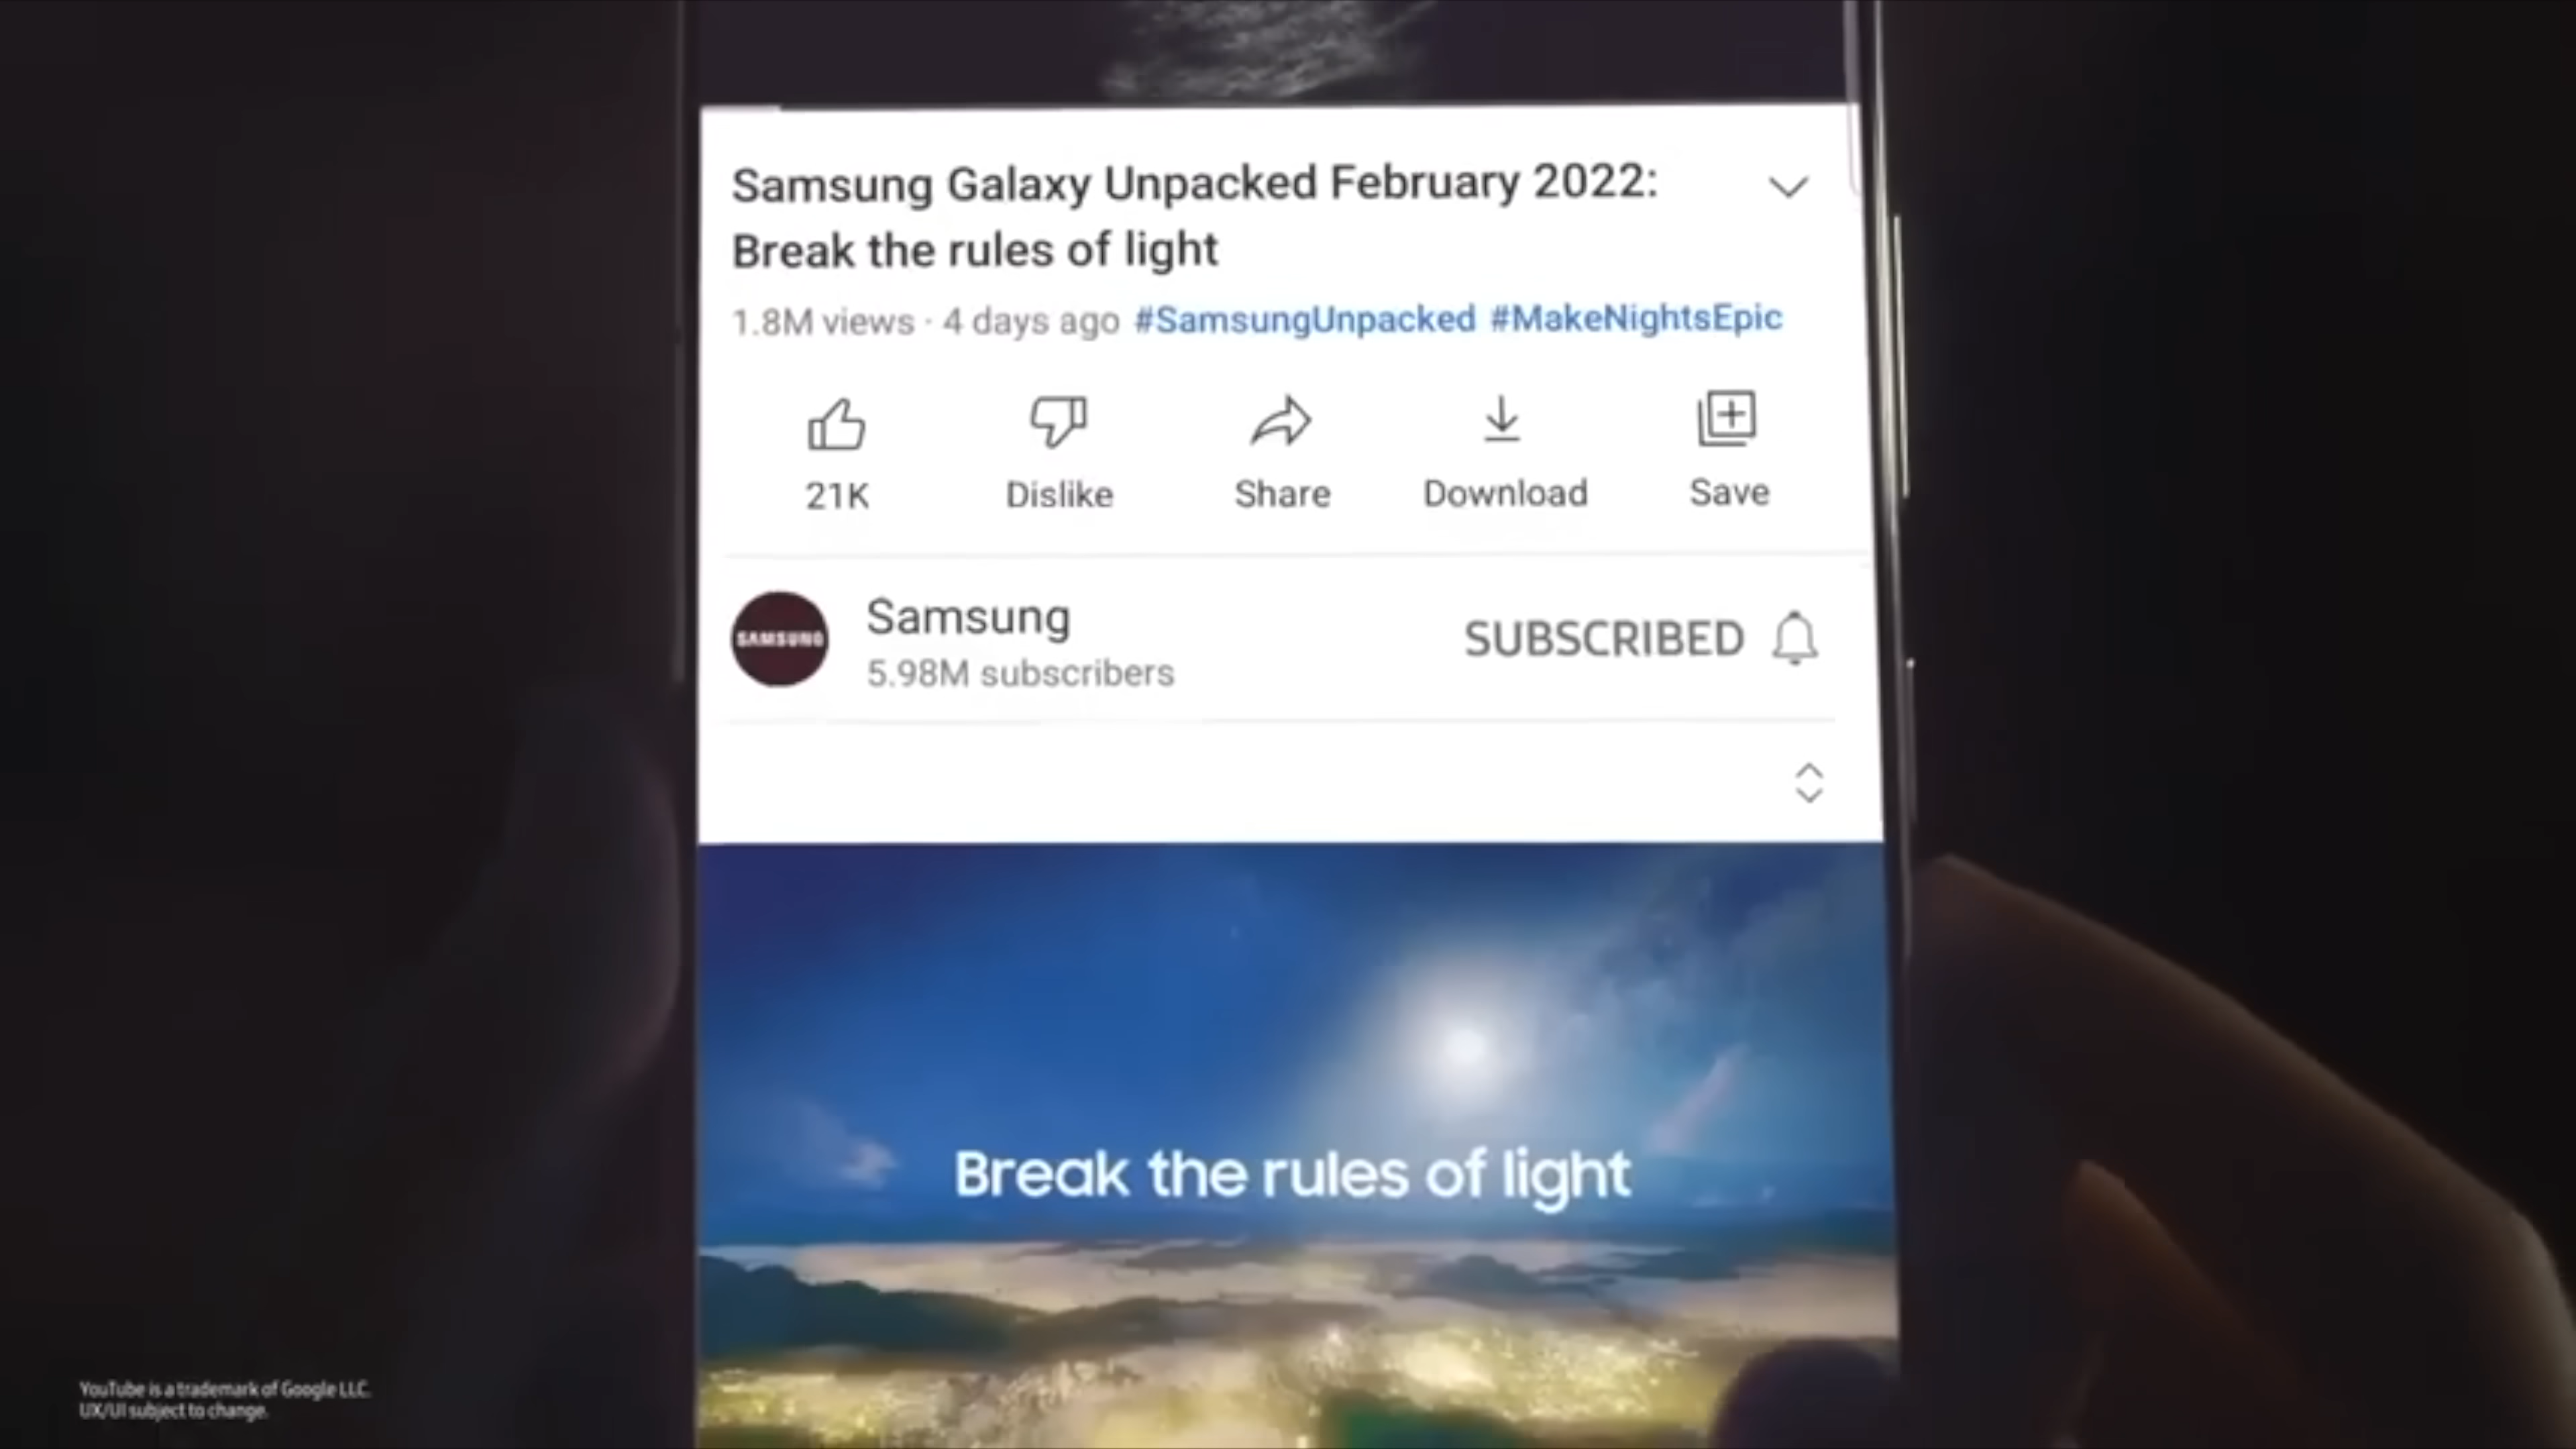 Samsung Galaxy Unpacked February 2022:
Break the rules of light
1.8M views · 4 days ago #SamsungUnpacked #MakeNightsEpic
21K Dislike Share Download Save
SAMSUNG
Samsung
5.98M subscribers
SUBSCRIBED
Break the rules of light
YouTube is a trademark of Google LLC.
UX/UI subject to change.